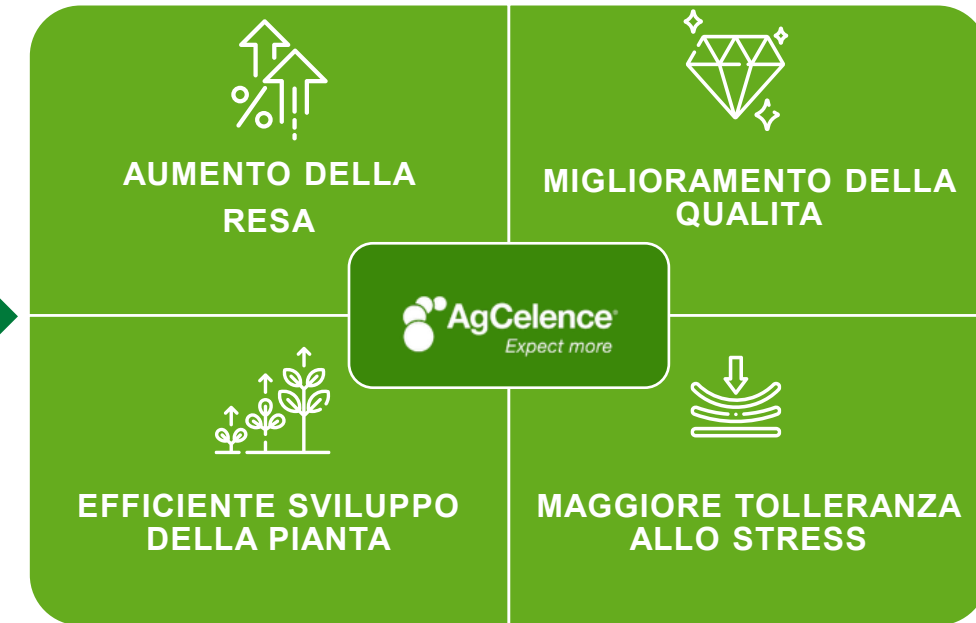 AUMENTO DELLA
RESA
MIGLIORAMENTO DELLA
QUALITA
AgCelence®
Expect more
EFFICIENTE SVILUPPO
DELLA PIANTA
MAGGIORE TOLLERANZA
ALLO STRESS